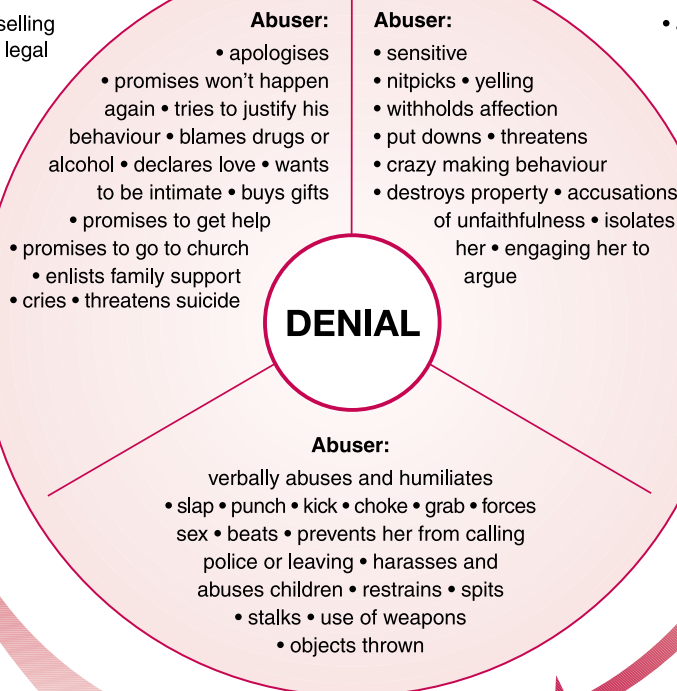 selling
legal
Abuser:
• apologises
• promises won’t happen
again • tries to justify his
behaviour • blames drugs or
alcohol • declares love • wants
to be intimate • buys gifts
• promises to get help
• promises to go to church
• enlists family support
• cries • threatens suicide
Abuser:
• sensitive
• nitpicks • yelling
• withholds affection
• put downs • threatens
• crazy making behaviour
• destroys property • accusations
of unfaithfulness • isolates
her • engaging her to
argue
•
DENIAL
Abuser:
verbally abuses and humiliates
• slap • punch • kick • choke • grab • forces
sex • beats • prevents her from calling
police or leaving • harasses and
abuses children • restrains • spits
• stalks • use of weapons
• objects thrown